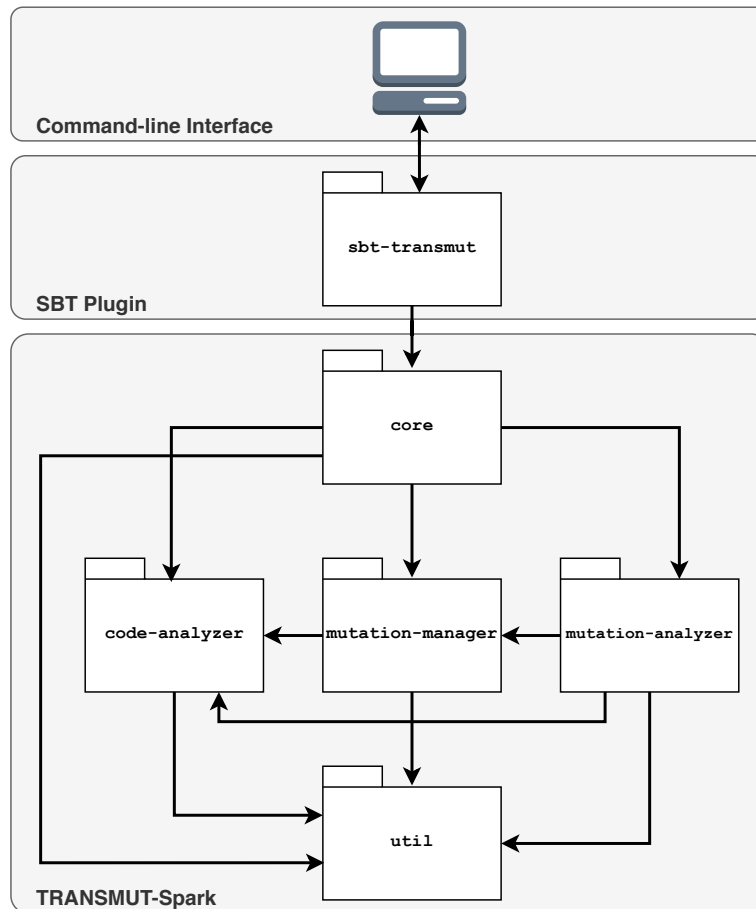 Command-line Interface
sbt-transmut
SBT Plugin
core
code-analyzer
mutation-manager
mutation-analyzer
util
TRANSMUT-Spark